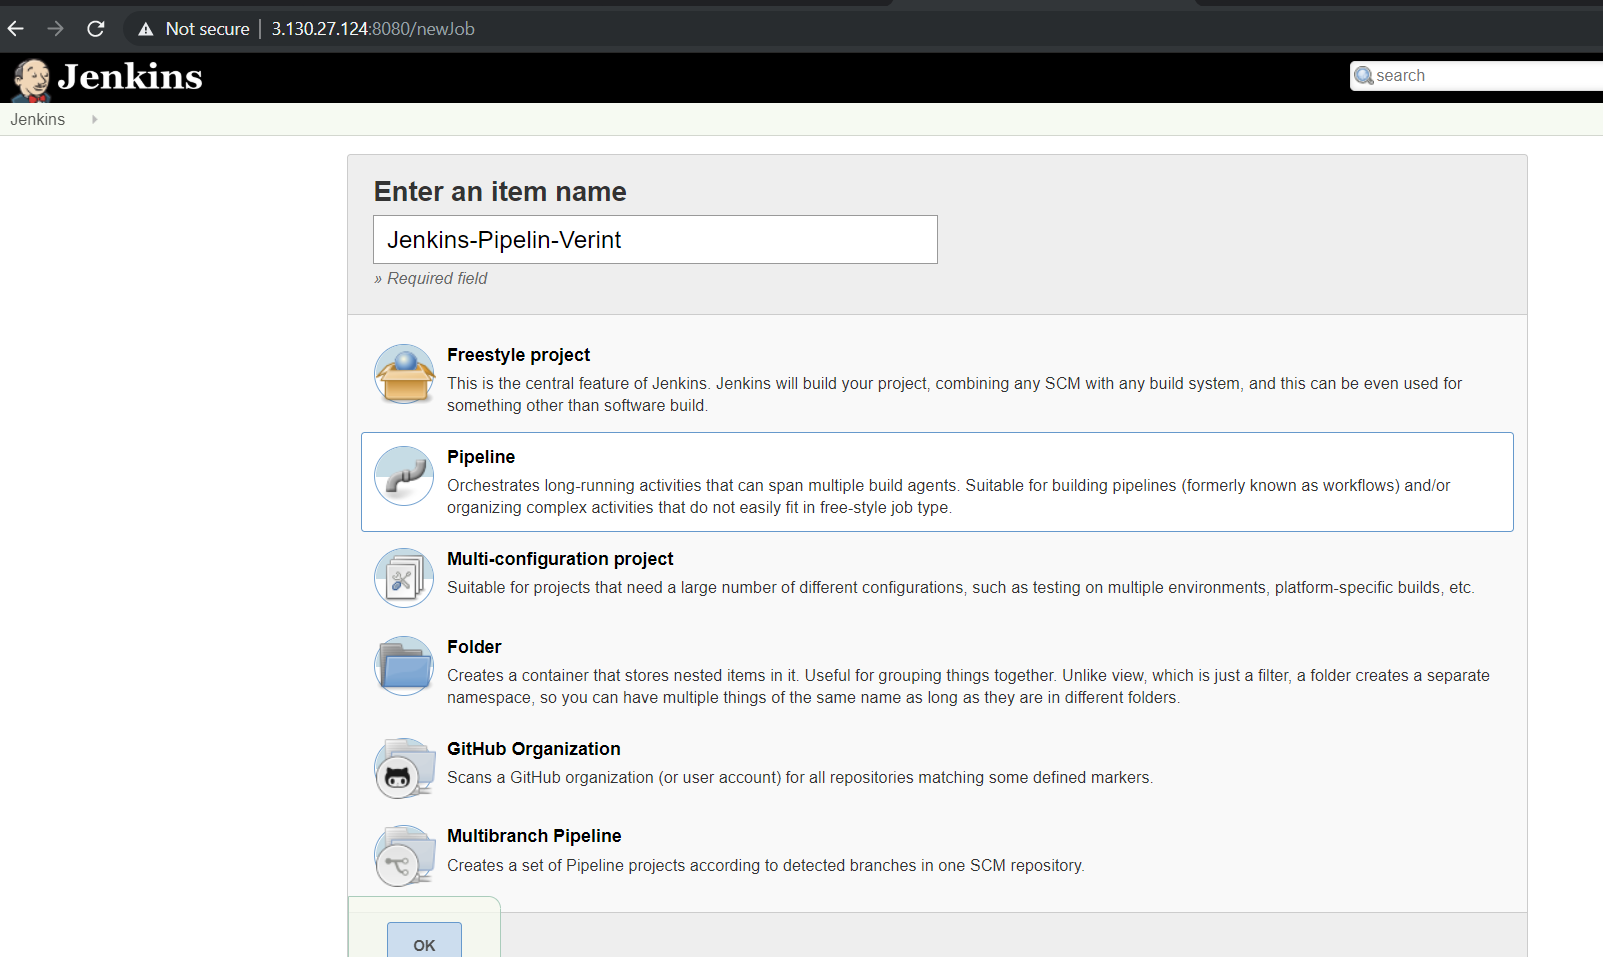 Not secure | 3.130.27.124:8080/newJob
Jenkins
search
Jenkins
Enter an item name
Jenkins-Pipelin-Verint
» Required field
Freestyle project
This is the central feature of Jenkins. Jenkins will build your project, combining any SCM with any build system, and this can be even used for
something other than software build.
Pipeline
Orchestrates long-running activities that can span multiple build agents. Suitable for building pipelines (formerly known as workflows) and/or
organizing complex activities that do not easily fit in free-style job type.
Multi-configuration project
Suitable for projects that need a large number of different configurations, such as testing on multiple environments, platform-specific builds, etc.
Folder
Creates a container that stores nested items in it. Useful for grouping things together. Unlike view, which is just a filter, a folder creates a separate
namespace, so you can have multiple things of the same name as long as they are in different folders.
GitHub Organization
Scans a GitHub organization (or user account) for all repositories matching some defined markers.
Multibranch Pipeline
Creates a set of Pipeline projects according to detected branches in one SCM repository.
OK